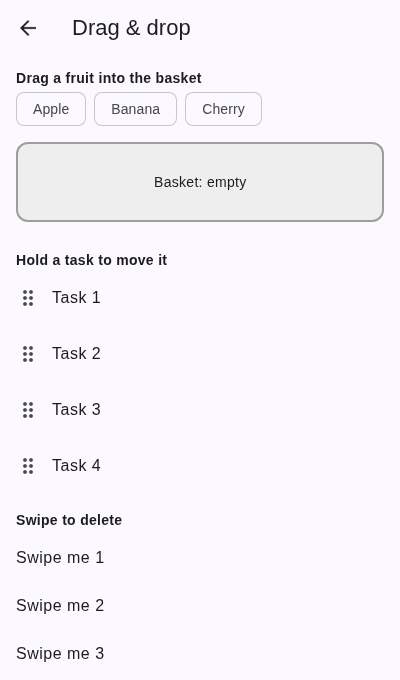 Drag & drop
Drag a fruit into the basket
Apple Banana Cherry
Basket: empty
Hold a task to move it
Task 1
Task 2
Task 3
Task 4
Swipe to delete
Swipe me 1
Swipe me 2
Swipe me 3